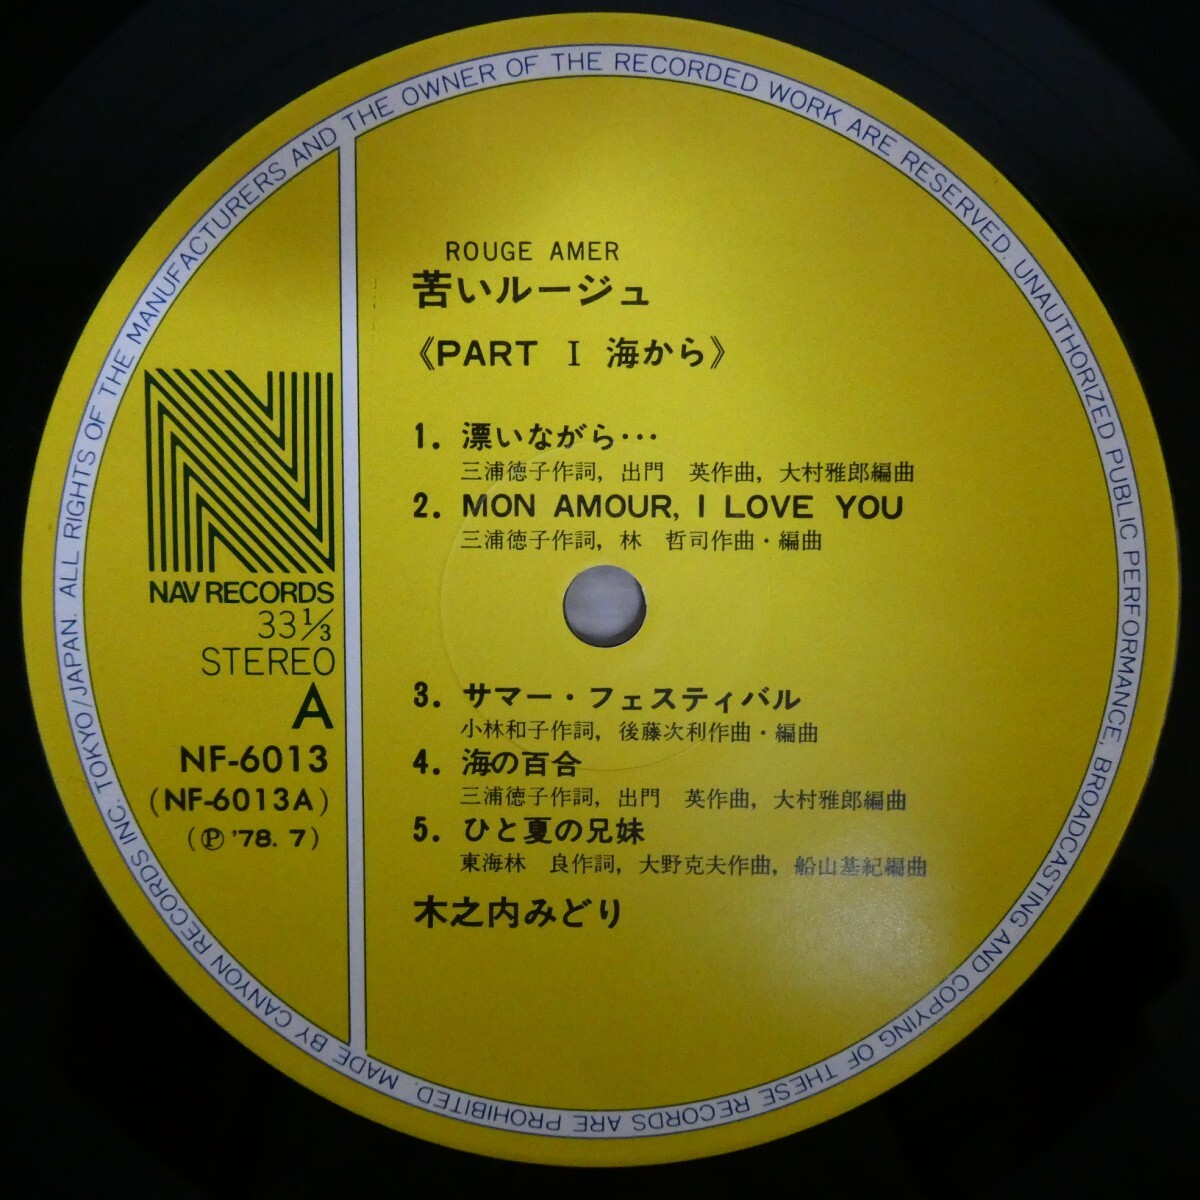 ALL RIGHTS OF THE MANUFACTURERS AND THE OWNER OF THE RECORDED WORK ARE RESERVED. UNAUTHORIZED PUBLIC PERFORMANCE, BROADCASTING AND COPYING OF THESE RECORDS ARE PROHIBITED. MADE BY CANYON RECORDS INC. TOKYO/JAPAN.
ROUGE AMER
苦いルージュ
《PART I 海から》
1. 漂いながら…
三浦徳子作詞, 出門 英作曲, 大村雅郎編曲
2. MON AMOUR, I LOVE YOU
三浦徳子作詞, 林 哲司作曲・編曲
3. サマー・フェスティバル
小林和子作詞, 後藤次利作曲・編曲
4. 海の百合
三浦徳子作詞, 出門 英作曲, 大村雅郎編曲
5. ひと夏の兄妹
東海林 良作詞, 大野克夫作曲, 船山基紀編曲
木之内みどり
N
NAV RECORDS
33 1/3
STEREO
A
NF-6013
(NF-6013A)
(Ⓟ '78. 7)